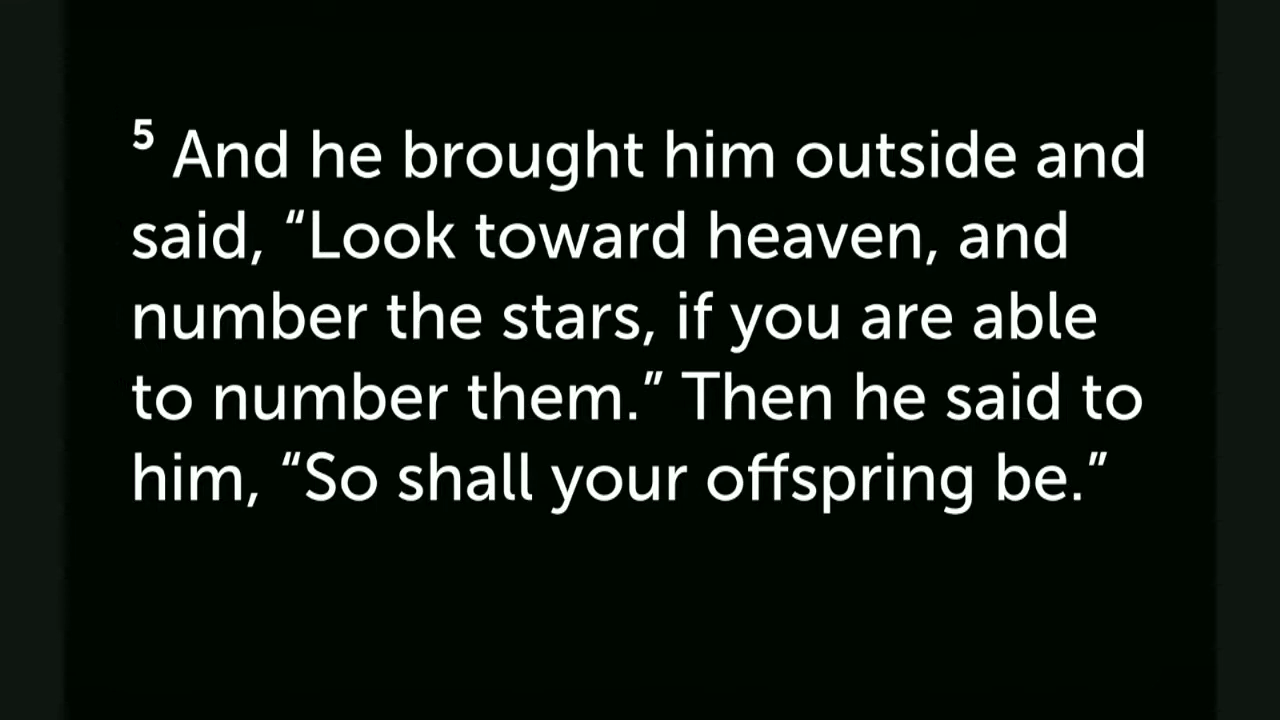 5 And he brought him outside and
said, “Look toward heaven, and
number the stars, if you are able
to number them.” Then he said to
him, “So shall your offspring be.”